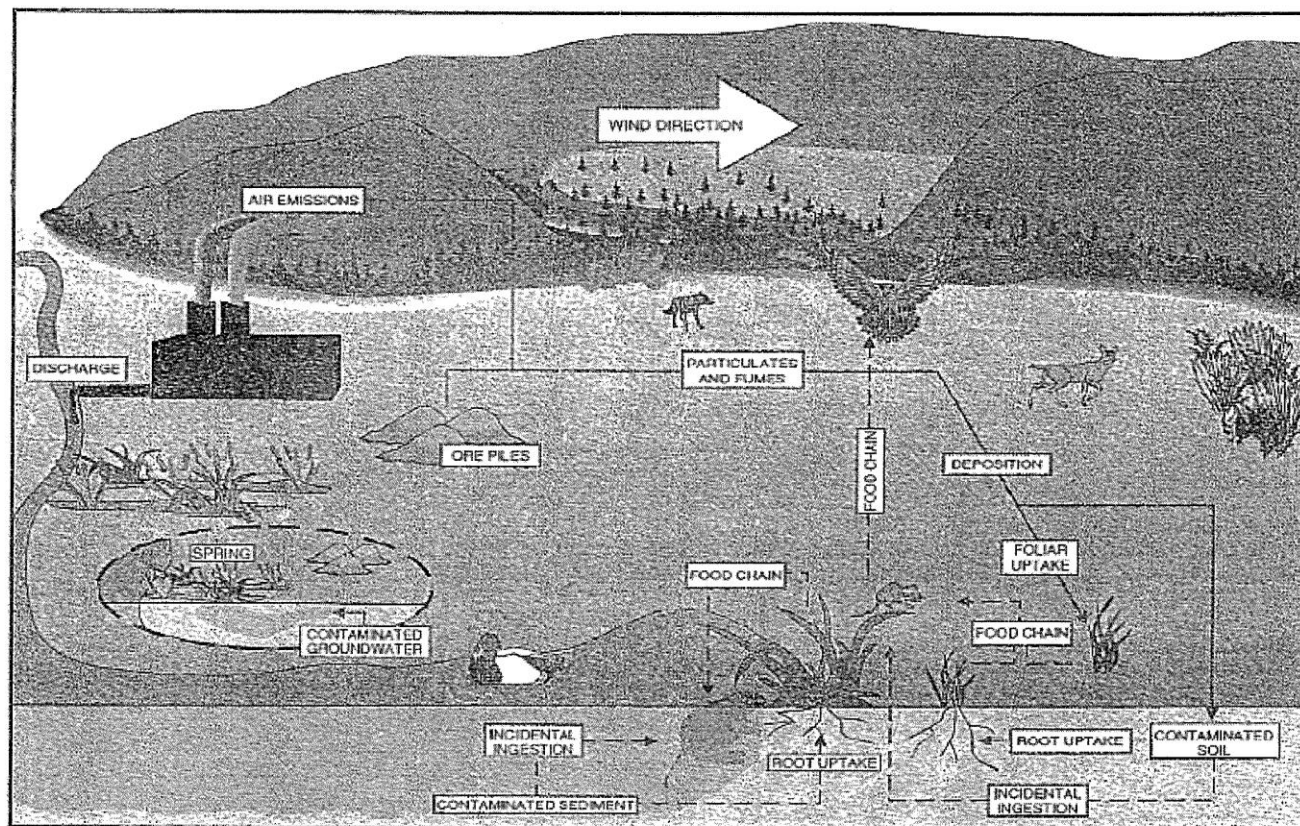 WIND DIRECTION
AIR EMISSIONS
DISCHARGE
PARTICULATES
AND FUMES
ORE PILES
FOOD CHAIN
DEPOSITION
SPRING
FOLIAR
UPTAKE
FOOD CHAIN
CONTAMINATED
GROUNDWATER
FOOD CHAIN
INCIDENTAL
INGESTION
ROOT UPTAKE
ROOT UPTAKE
CONTAMINATED
SOIL
CONTAMINATED SEDIMENT
INCIDENTAL
INGESTION